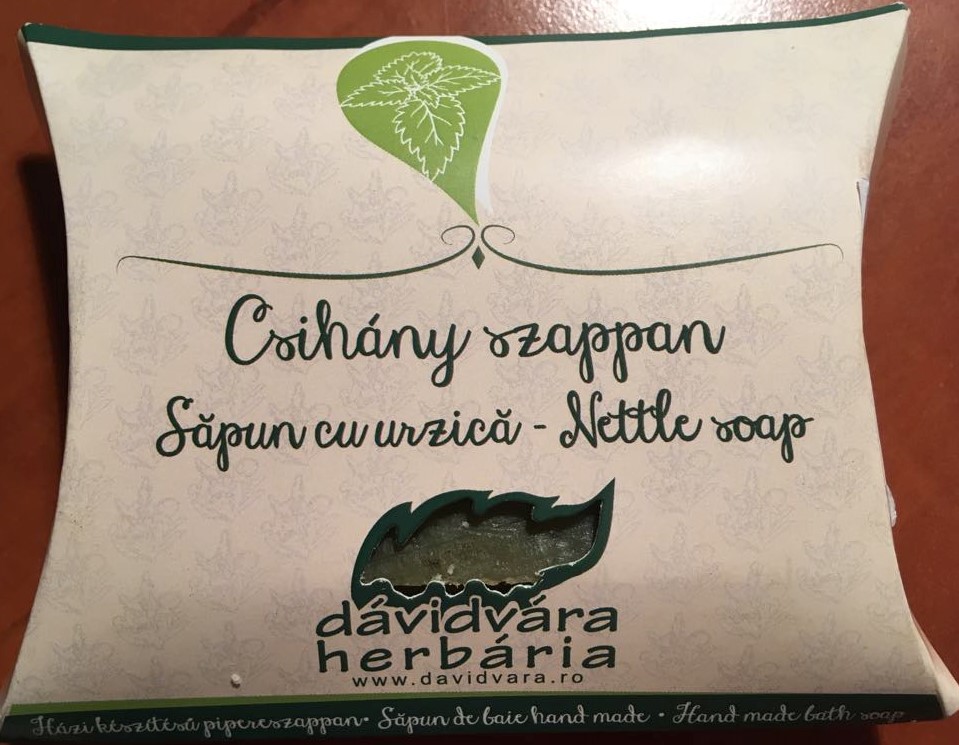 Csihány szappan
Săpun cu urzică - Nettle soap
dávidvára
herbária
www.davidvara.ro
Házi készítésű pipereszappan • Săpun de baie hand made • Hand made bath soap